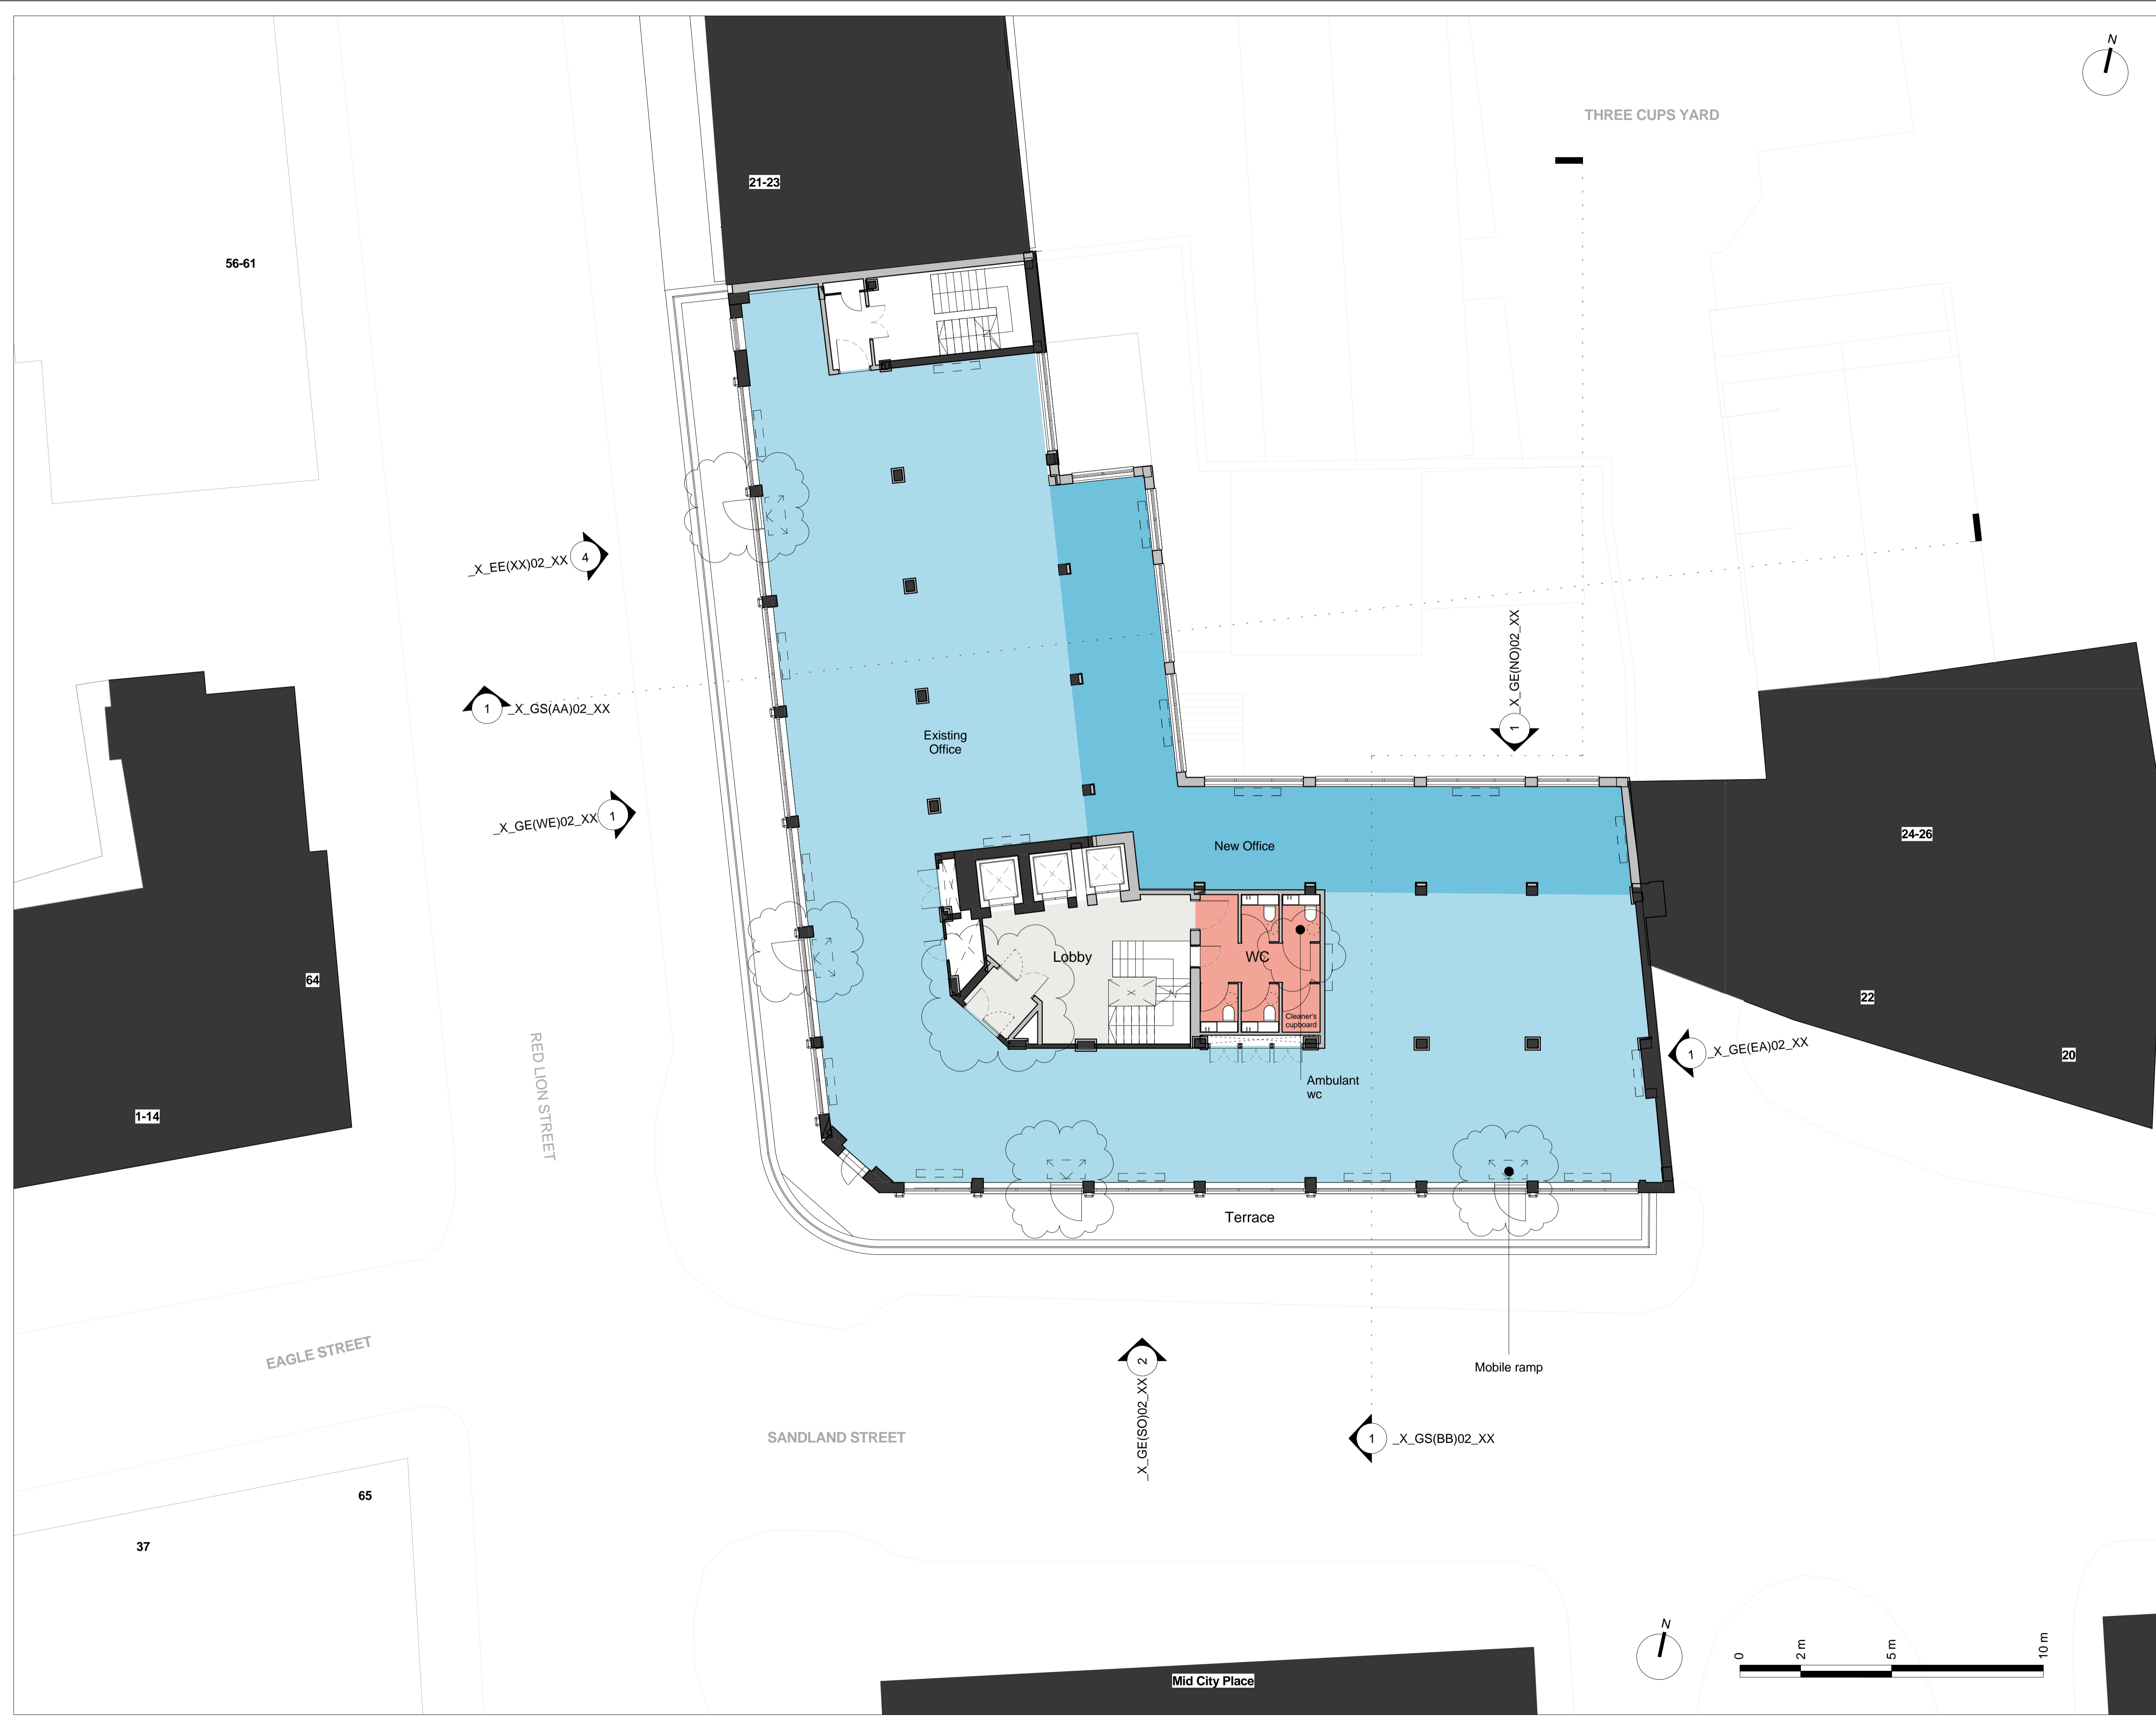 N
THREE CUPS YARD
21-23
56-61
_X_EE(XX)02_XX
4
1
_X_GS(AA)02_XX
_X_GE(NO)02_XX
1
Existing
Office
_X_GE(WE)02_XX
1
New Office
24-26
Lobby
WC
64
22
Cleaner's
cupboard
RED LION STREET
1
_X_GE(EA)02_XX
20
Ambulant
wc
1-14
Terrace
EAGLE STREET
2
_X_GE(SO)02_XX
Mobile ramp
SANDLAND STREET
1
_X_GS(BB)02_XX
65
37
N
0
2 m
5 m
10 m
Mid City Place